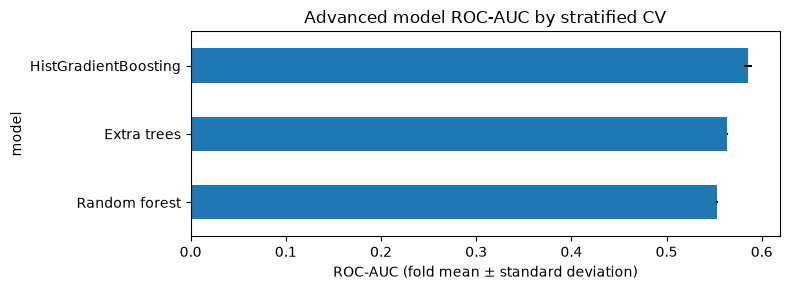 Advanced model ROC-AUC by stratified CV
HistGradientBoosting
Extra trees
Random forest
model
0.0 0.1 0.2 0.3 0.4 0.5 0.6
ROC-AUC (fold mean ± standard deviation)